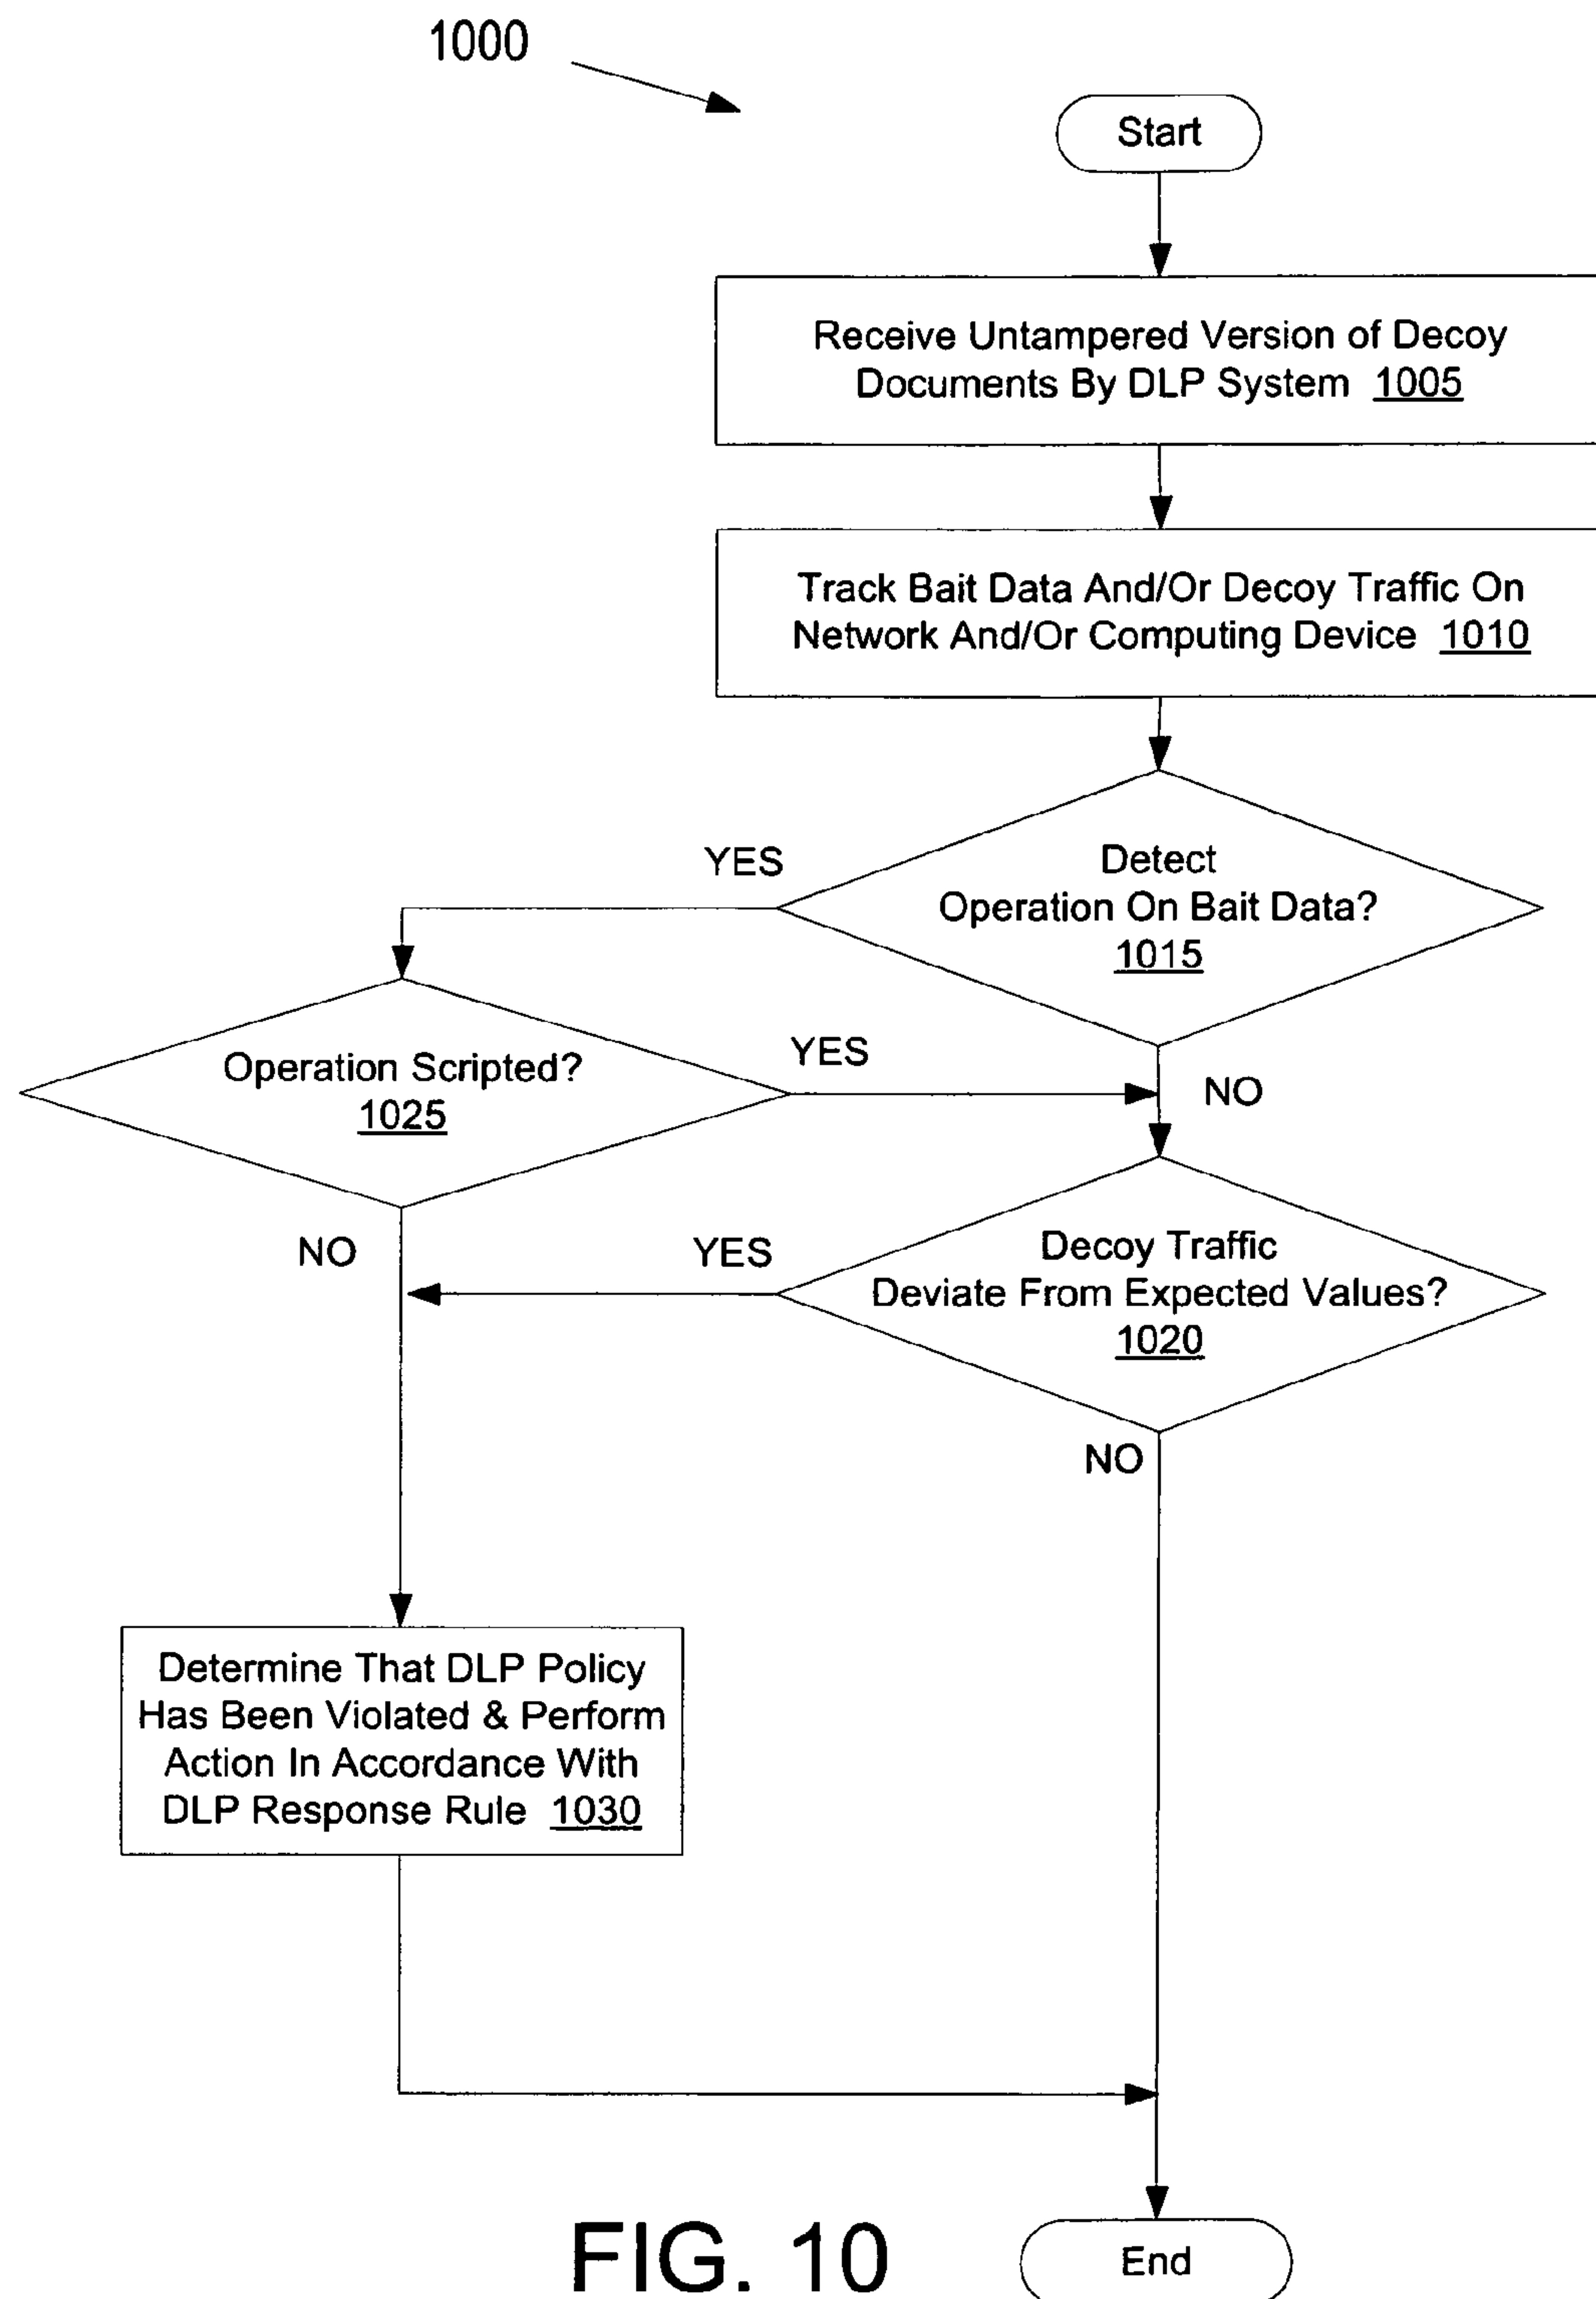 1000
Start
Receive Untampered Version of Decoy
Documents By DLP System 1005
Track Bait Data And/Or Decoy Traffic On
Network And/Or Computing Device 1010
YES
Detect
Operation On Bait Data?
1015
Operation Scripted?
1025
YES
NO
NO
YES
Decoy Traffic
Deviate From Expected Values?
1020
NO
Determine That DLP Policy
Has Been Violated & Perform
Action In Accordance With
DLP Response Rule 1030
FIG. 10
End